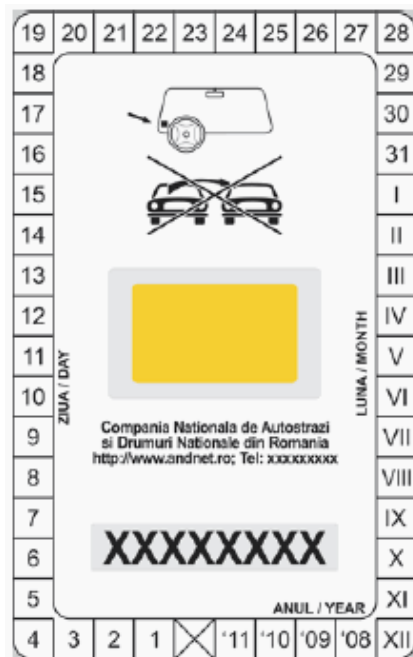 19 20 21 22 23 24 25 26 27 28
18 29
17 30
16 31
15 I
14 II
13 III
12 IV
11 V
10 VI
9 VII
8 VIII
7 IX
6 X
5 XI
4 3 2 1 '11 '10 '09 '08 XII
ZIUA / DAY
LUNA / MONTH
Compania Nationala de Autostrazi
si Drumuri Nationale din Romania
http://www.andnet.ro; Tel: xxxxxxxxx
XXXXXXXX
ANUL / YEAR